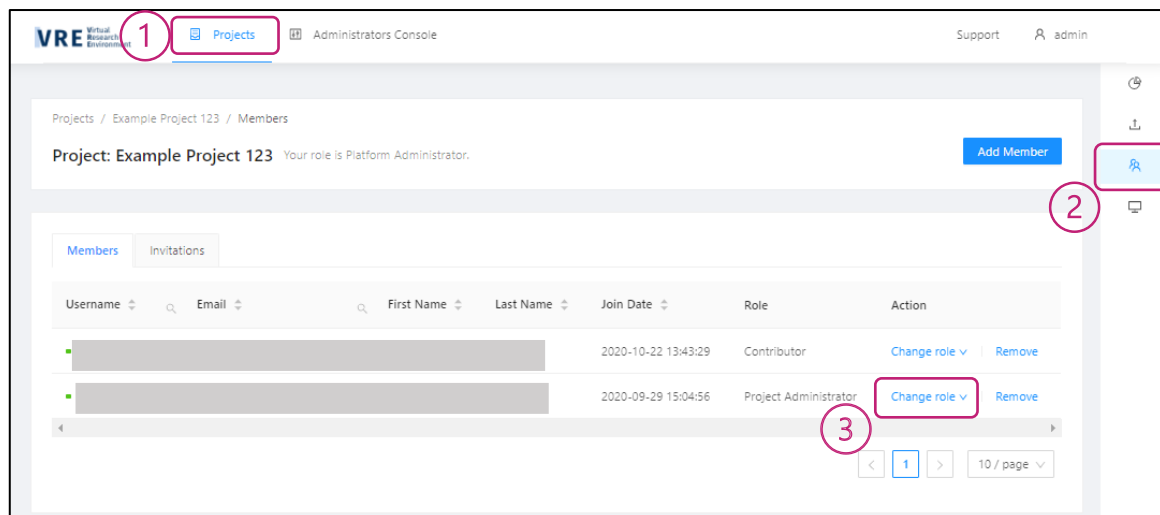 VRE Virtual Research Environment 1 Projects Administrators Console Support admin
Projects / Example Project 123 / Members
Project: Example Project 123 Your role is Platform Administrator. Add Member
2
Members Invitations
Username Email First Name Last Name Join Date Role Action
2020-10-22 13:43:29 Contributor Change role Remove
2020-09-29 15:04:56 Project Administrator Change role Remove
3
< 1 > 10 / page